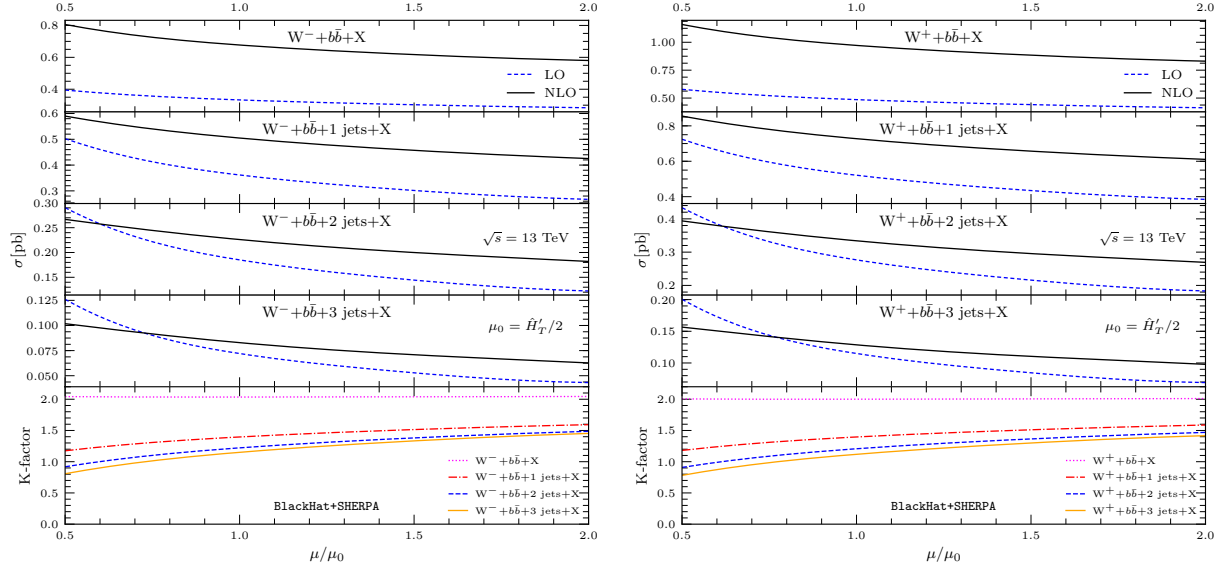 0.5 1.0 1.5 2.0
W⁻+bb̄+X
0.8
0.6
0.4
LO
NLO
W⁻+bb̄+1 jets+X
0.6
0.5
0.4
0.3
W⁻+bb̄+2 jets+X
0.30
0.25
0.20
0.15
√s = 13 TeV
σ [pb]
W⁻+bb̄+3 jets+X
0.125
0.100
0.075
0.050
μ₀ = Ĥ′_T/2
2.0
1.5
1.0
0.5
0.0
K-factor
W⁻+bb̄+X
W⁻+bb̄+1 jets+X
W⁻+bb̄+2 jets+X
W⁻+bb̄+3 jets+X
BlackHat+SHERPA
0.5 1.0 1.5 2.0
μ/μ₀
0.5 1.0 1.5 2.0
W⁺+bb̄+X
1.00
0.75
0.50
LO
NLO
W⁺+bb̄+1 jets+X
0.8
0.6
0.4
W⁺+bb̄+2 jets+X
0.4
0.3
0.2
√s = 13 TeV
σ [pb]
W⁺+bb̄+3 jets+X
0.20
0.15
0.10
μ₀ = Ĥ′_T/2
2.0
1.5
1.0
0.5
0.0
K-factor
W⁺+bb̄+X
W⁺+bb̄+1 jets+X
W⁺+bb̄+2 jets+X
W⁺+bb̄+3 jets+X
BlackHat+SHERPA
0.5 1.0 1.5 2.0
μ/μ₀